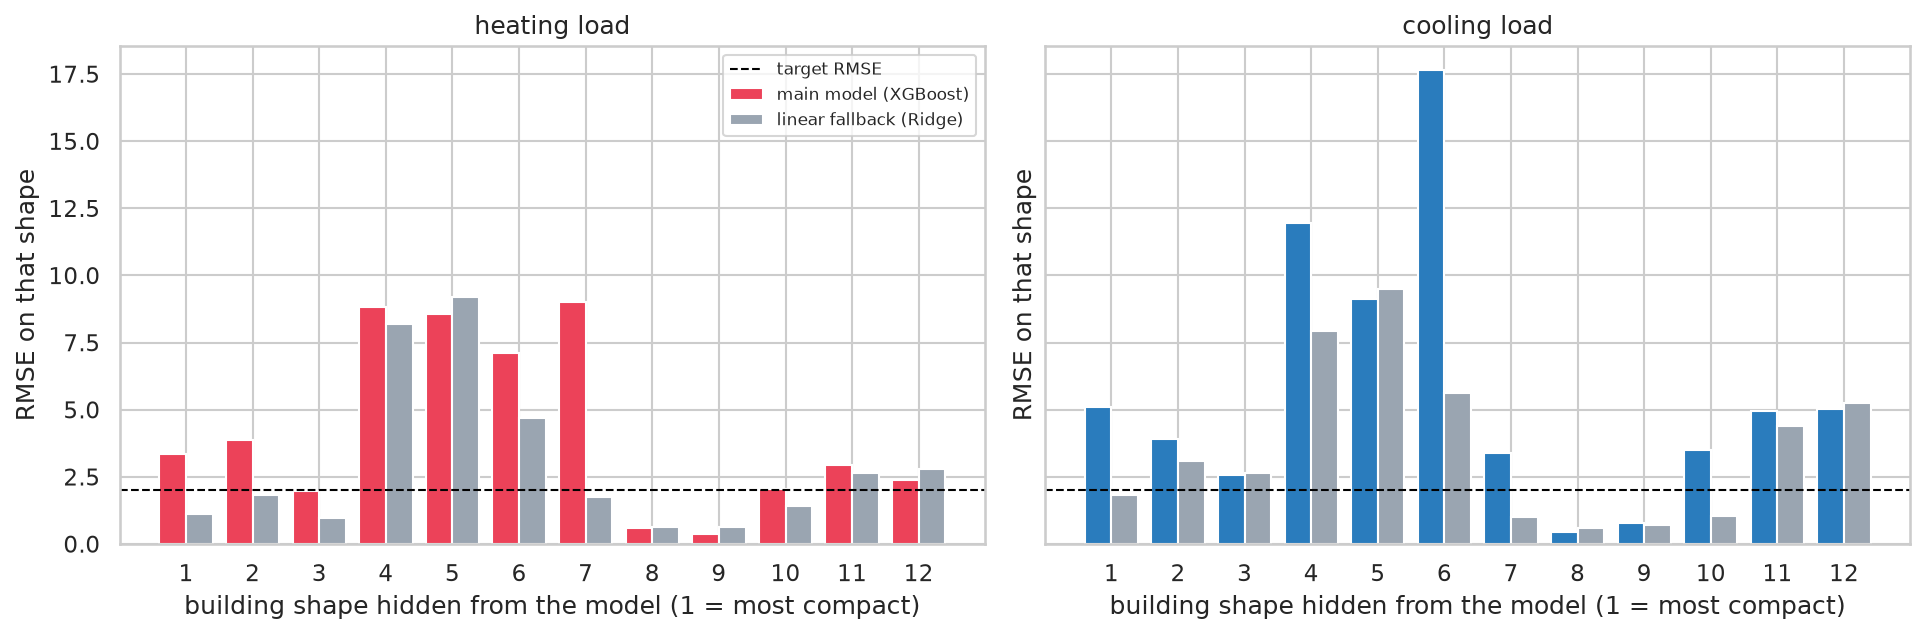 heating load
17.5
15.0
12.5
10.0
7.5
5.0
2.5
0.0
RMSE on that shape
target RMSE
main model (XGBoost)
linear fallback (Ridge)
1 2 3 4 5 6 7 8 9 10 11 12
building shape hidden from the model (1 = most compact)
cooling load
RMSE on that shape
1 2 3 4 5 6 7 8 9 10 11 12
building shape hidden from the model (1 = most compact)